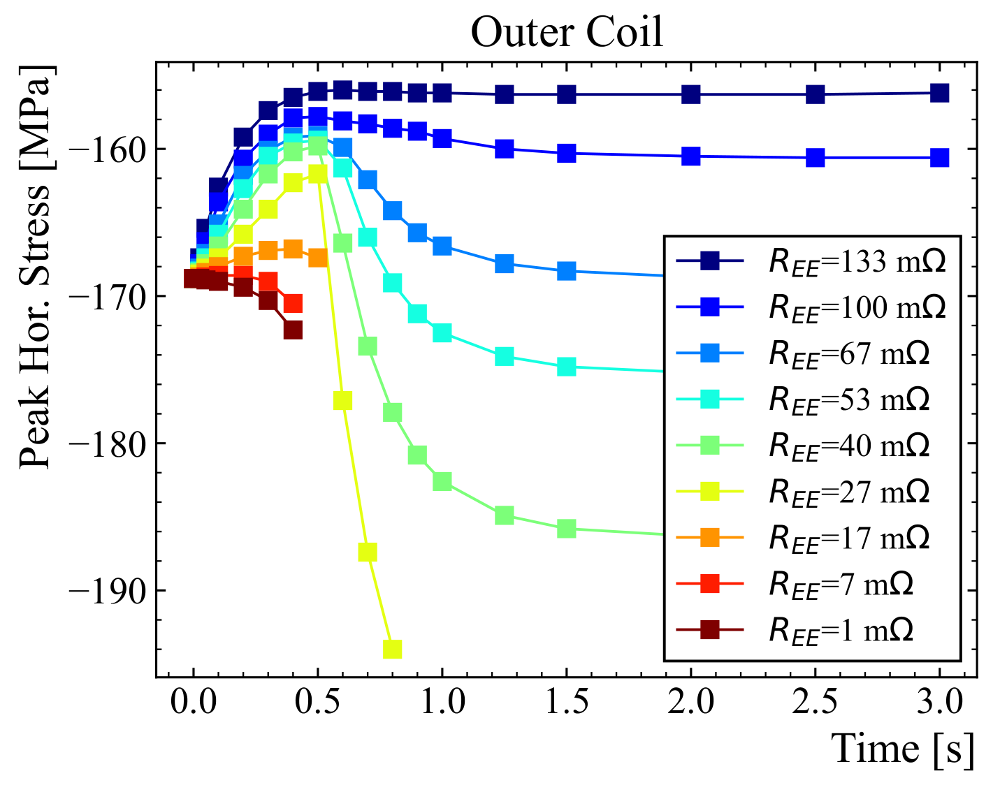 Outer Coil
Peak Hor. Stress [MPa]
−160
−170
−180
−190
R_EE=133 mΩ
R_EE=100 mΩ
R_EE=67 mΩ
R_EE=53 mΩ
R_EE=40 mΩ
R_EE=27 mΩ
R_EE=17 mΩ
R_EE=7 mΩ
R_EE=1 mΩ
0.0 0.5 1.0 1.5 2.0 2.5 3.0
Time [s]